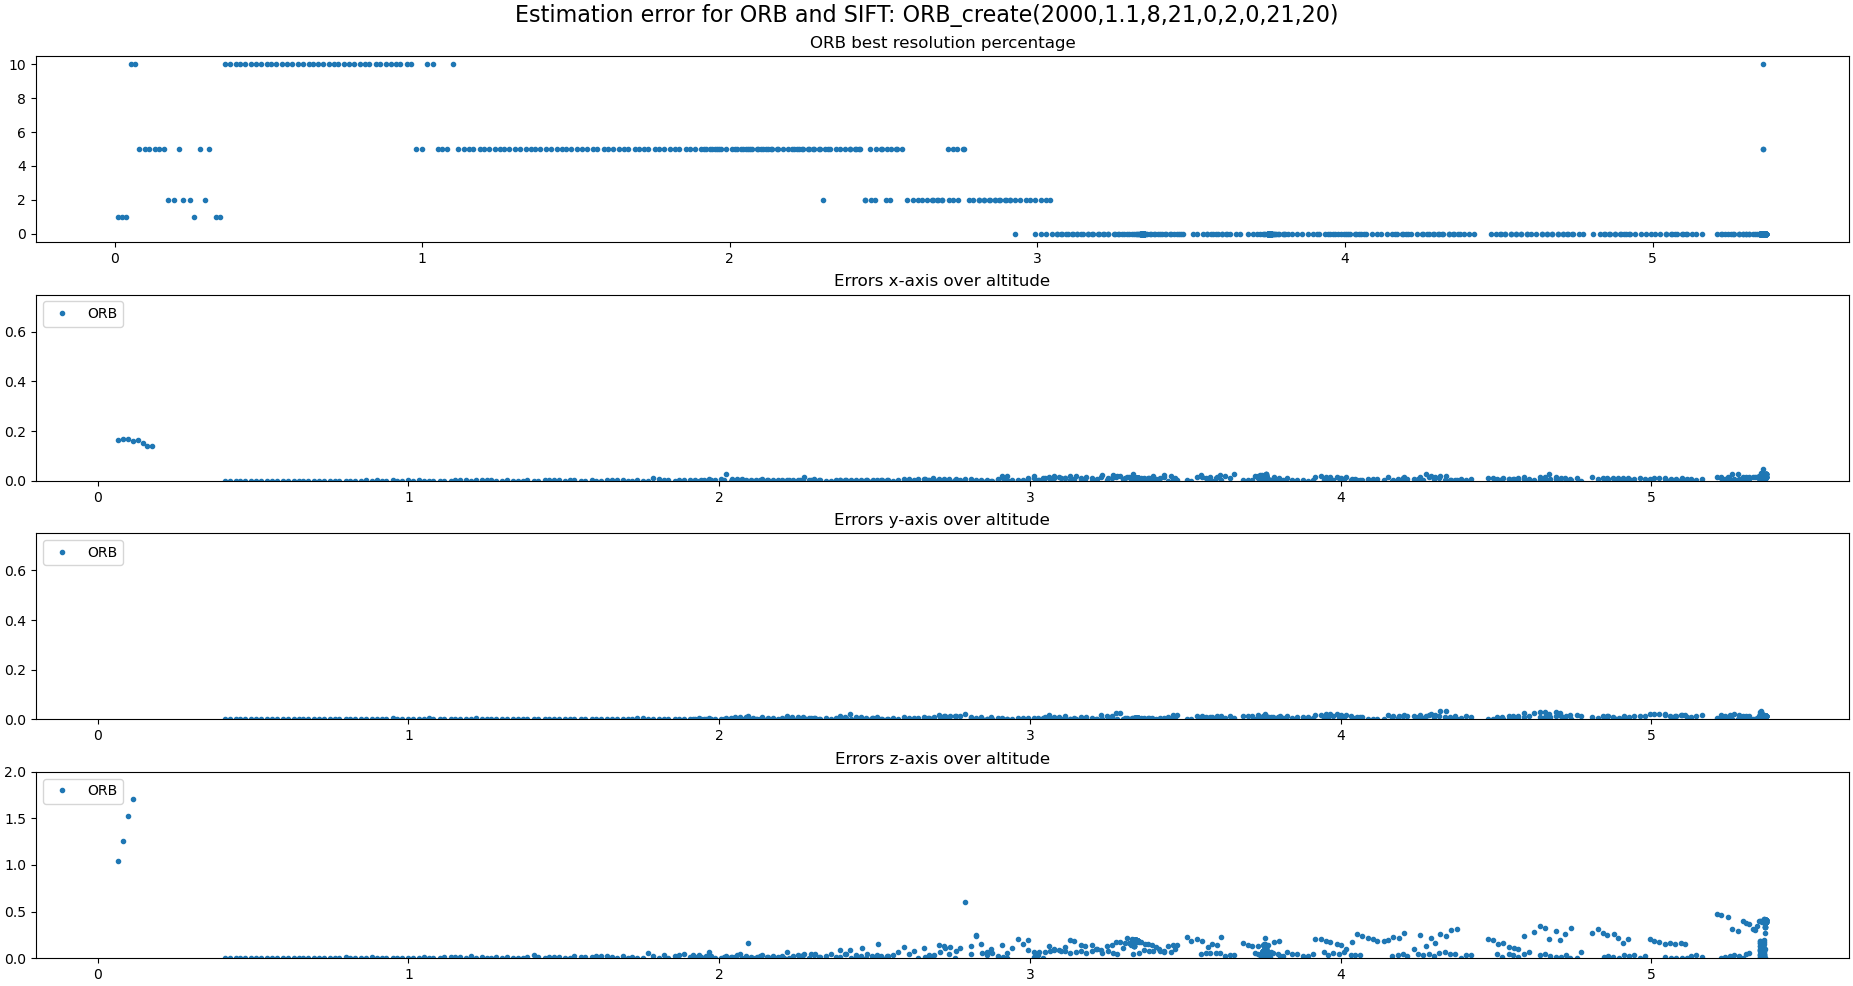 Estimation error for ORB and SIFT: ORB_create(2000,1.1,8,21,0,2,0,21,20)
ORB best resolution percentage
10
8
6
4
2
0
0 1 2 3 4 5
Errors x-axis over altitude
ORB
0.6
0.4
0.2
0.0
0 1 2 3 4 5
Errors y-axis over altitude
ORB
0.6
0.4
0.2
0.0
0 1 2 3 4 5
Errors z-axis over altitude
2.0
ORB
1.5
1.0
0.5
0.0
0 1 2 3 4 5